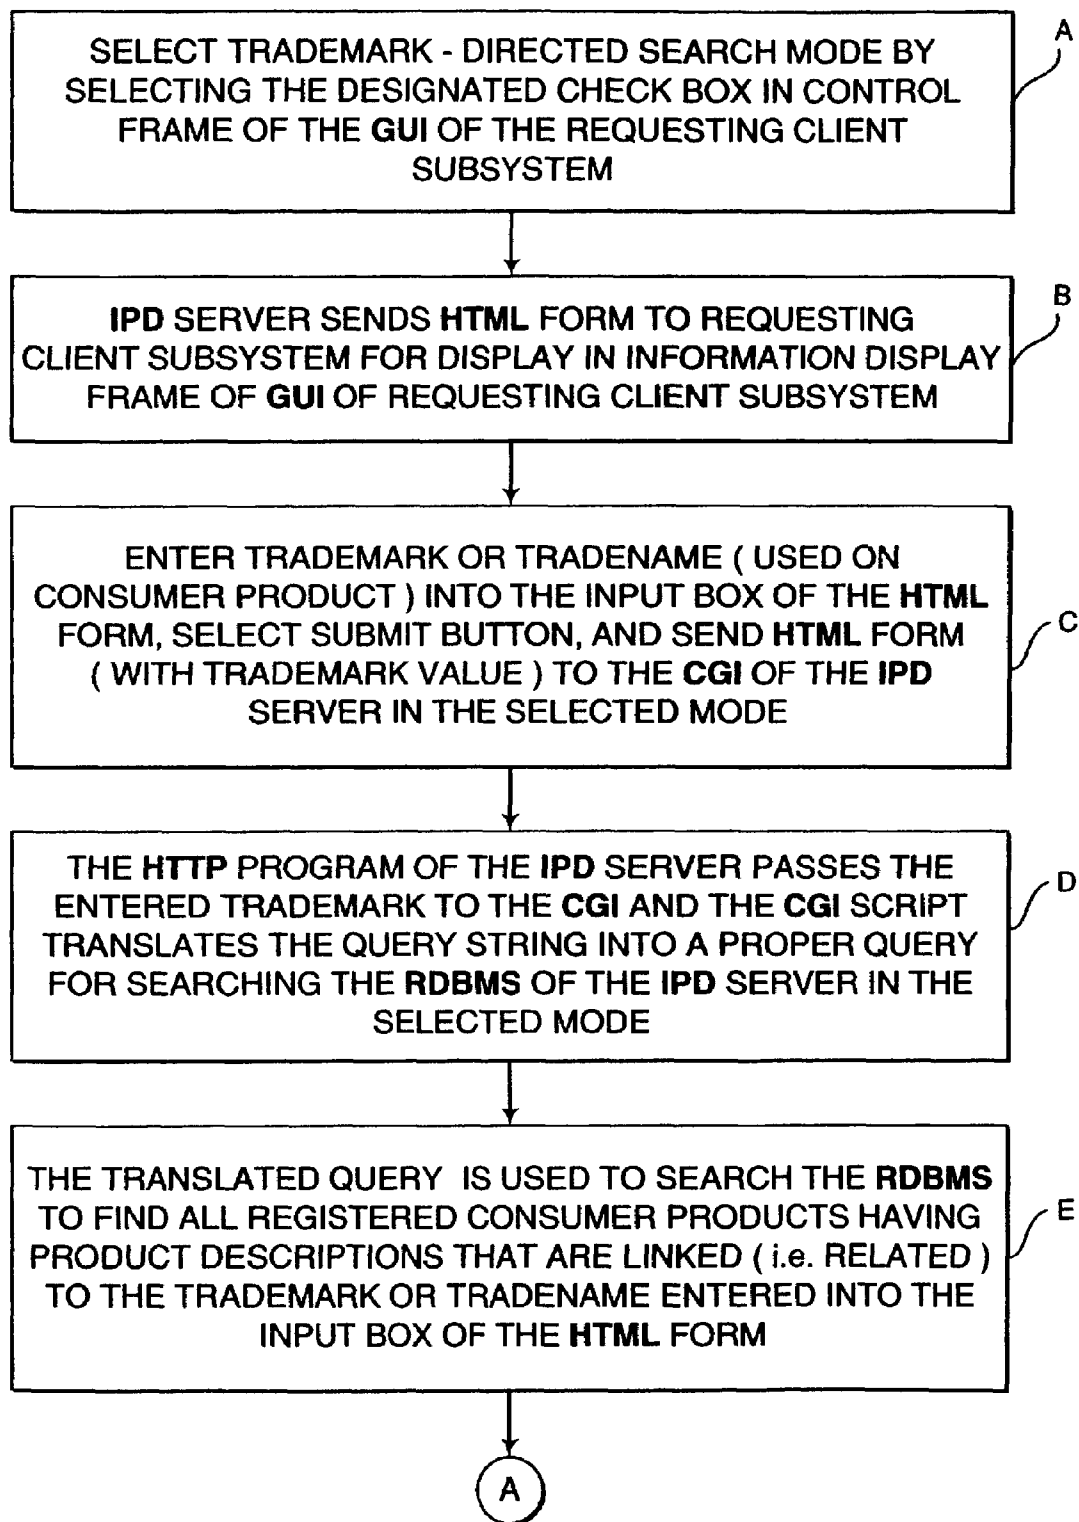 SELECT TRADEMARK - DIRECTED SEARCH MODE BY
SELECTING THE DESIGNATED CHECK BOX IN CONTROL
FRAME OF THE GUI OF THE REQUESTING CLIENT
SUBSYSTEM
A
IPD SERVER SENDS HTML FORM TO REQUESTING
CLIENT SUBSYSTEM FOR DISPLAY IN INFORMATION DISPLAY
FRAME OF GUI OF REQUESTING CLIENT SUBSYSTEM
B
ENTER TRADEMARK OR TRADENAME ( USED ON
CONSUMER PRODUCT ) INTO THE INPUT BOX OF THE HTML
FORM, SELECT SUBMIT BUTTON, AND SEND HTML FORM
( WITH TRADEMARK VALUE ) TO THE CGI OF THE IPD
SERVER IN THE SELECTED MODE
C
THE HTTP PROGRAM OF THE IPD SERVER PASSES THE
ENTERED TRADEMARK TO THE CGI AND THE CGI SCRIPT
TRANSLATES THE QUERY STRING INTO A PROPER QUERY
FOR SEARCHING THE RDBMS OF THE IPD SERVER IN THE
SELECTED MODE
D
THE TRANSLATED QUERY IS USED TO SEARCH THE RDBMS
TO FIND ALL REGISTERED CONSUMER PRODUCTS HAVING
PRODUCT DESCRIPTIONS THAT ARE LINKED ( i.e. RELATED )
TO THE TRADEMARK OR TRADENAME ENTERED INTO THE
INPUT BOX OF THE HTML FORM
E
A